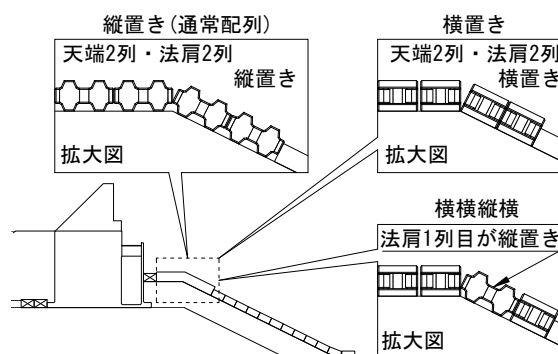 縦置き(通常配列)
天端2列・法肩2列
縦置き
拡大図
横置き
天端2列・法肩2列
横置き
拡大図
横横縦横
法肩1列目が縦置き
拡大図